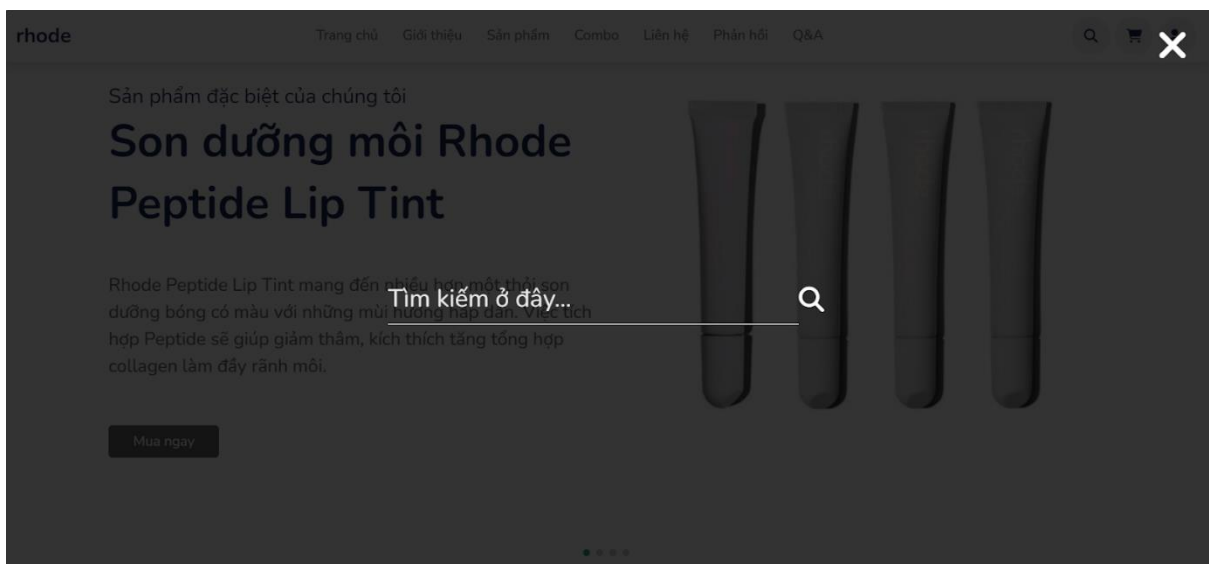 rhode
Trang chủ Giới thiệu Sản phẩm Combo Liên hệ Phản hồi Q&A
Sản phẩm đặc biệt của chúng tôi
Son dưỡng môi Rhode
Peptide Lip Tint
Rhode Peptide Lip Tint mang đến nhiều hơn một thỏi son
dưỡng bóng có màu với những mùi hương hấp dẫn. Việc tích
hợp Peptide sẽ giúp giảm thâm, kích thích tăng tổng hợp
collagen làm đầy rãnh môi.
Tìm kiếm ở đây...
Mua ngay